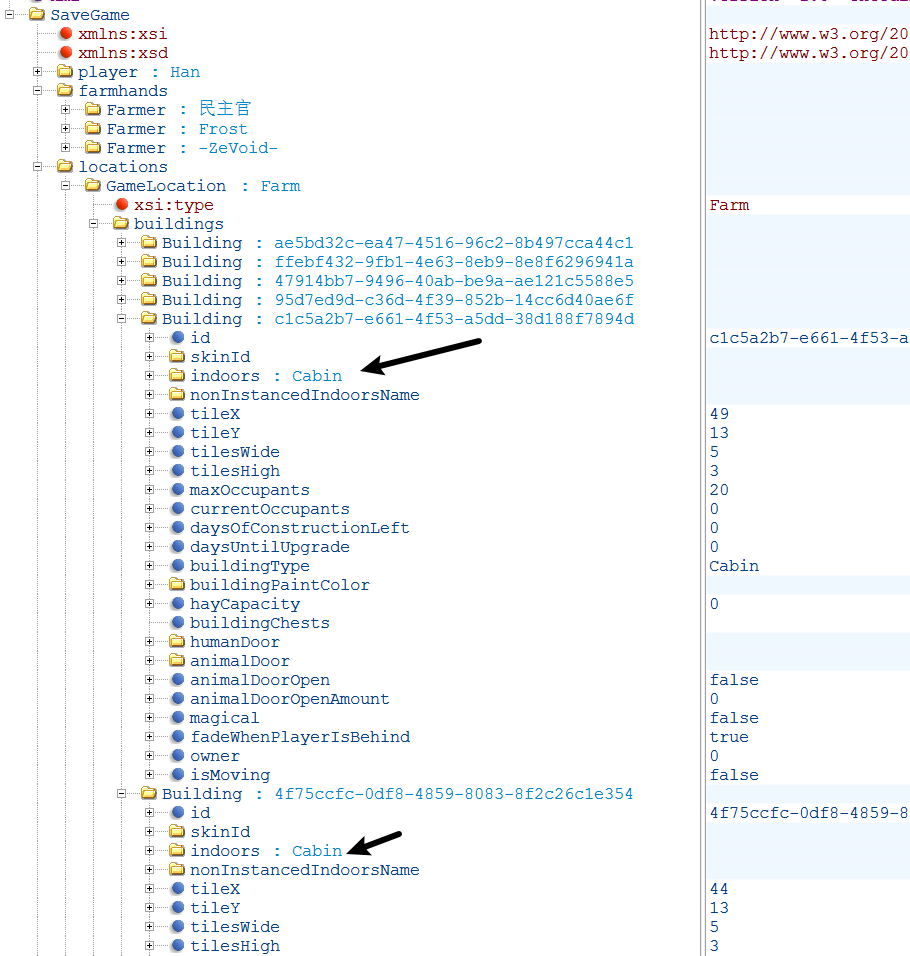 SaveGame
xmlns:xsi http://www.w3.org/20
xmlns:xsd http://www.w3.org/20
player : Han
farmhands
Farmer : 民主官
Farmer : Frost
Farmer : -ZeVoid-
locations
GameLocation : Farm
xsi:type Farm
buildings
Building : ae5bd32c-ea47-4516-96c2-8b497cca44c1
Building : ffebf432-9fb1-4e63-8eb9-8e8f6296941a
Building : 47914bb7-9496-40ab-be9a-ae121c5588e5
Building : 95d7ed9d-c36d-4f39-852b-14cc6d40ae6f
Building : c1c5a2b7-e661-4f53-a5dd-38d188f7894d
id c1c5a2b7-e661-4f53-a
skinId
indoors : Cabin
nonInstancedIndoorsName
tileX 49
tileY 13
tilesWide 5
tilesHigh 3
maxOccupants 20
currentOccupants 0
daysOfConstructionLeft 0
daysUntilUpgrade 0
buildingType Cabin
buildingPaintColor
hayCapacity 0
buildingChests
humanDoor
animalDoor
animalDoorOpen false
animalDoorOpenAmount 0
magical false
fadeWhenPlayerIsBehind true
owner 0
isMoving false
Building : 4f75ccfc-0df8-4859-8083-8f2c26c1e354
id 4f75ccfc-0df8-4859-8
skinId
indoors : Cabin
nonInstancedIndoorsName
tileX 44
tileY 13
tilesWide 5
tilesHigh 3